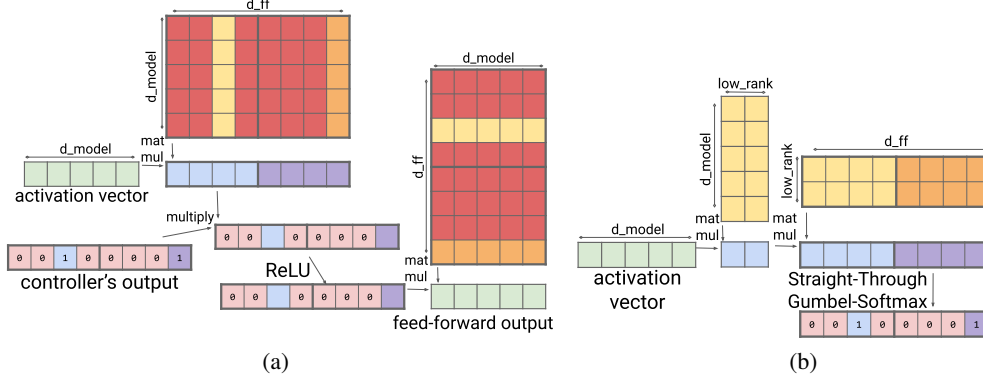 d_ff
d_model
d_model
activation vector
mat
mul
multiply
0 0 1 0 0 0 0 1
controller's output
0 0 0 0 0 0
ReLU
0 0 0 0 0 0
d_model
d_ff
mat
mul
feed-forward output
(a)
low_rank
d_model
d_model
activation
vector
mat
mul
low_rank
d_ff
mat
mul
Straight-Through
Gumbel-Softmax
0 0 1 0 0 0 0 1
(b)